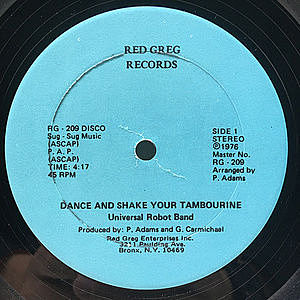 RED GREG
RECORDS
RG - 209 DISCO
Sug - Sug Music
(ASCAP)
P. A. P.
(ASCAP)
TIME: 4:17
45 RPM
SIDE 1
STEREO
℗1976
Master No.
RG - 209
Arranged by
P. Adams
DANCE AND SHAKE YOUR TAMBOURINE
Universal Robot Band
Produced by: P. Adams and G. Carmichael
Red Greg Enterprises Inc.
3251 Paulding Ave.
Bronx, N.Y. 10469